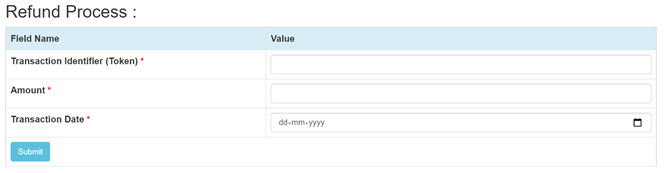 Refund Process :
Field Name Value
Transaction Identifier (Token) *
Amount *
Transaction Date * dd-mm-yyyy
Submit